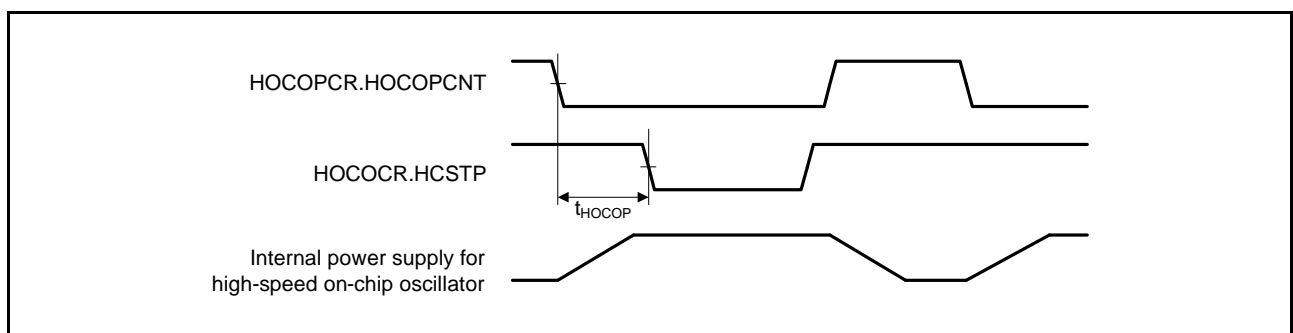 HOCOPCR.HOCOPCNT
HOCOCR.HCSTP
tHOCOP
Internal power supply for
high-speed on-chip oscillator